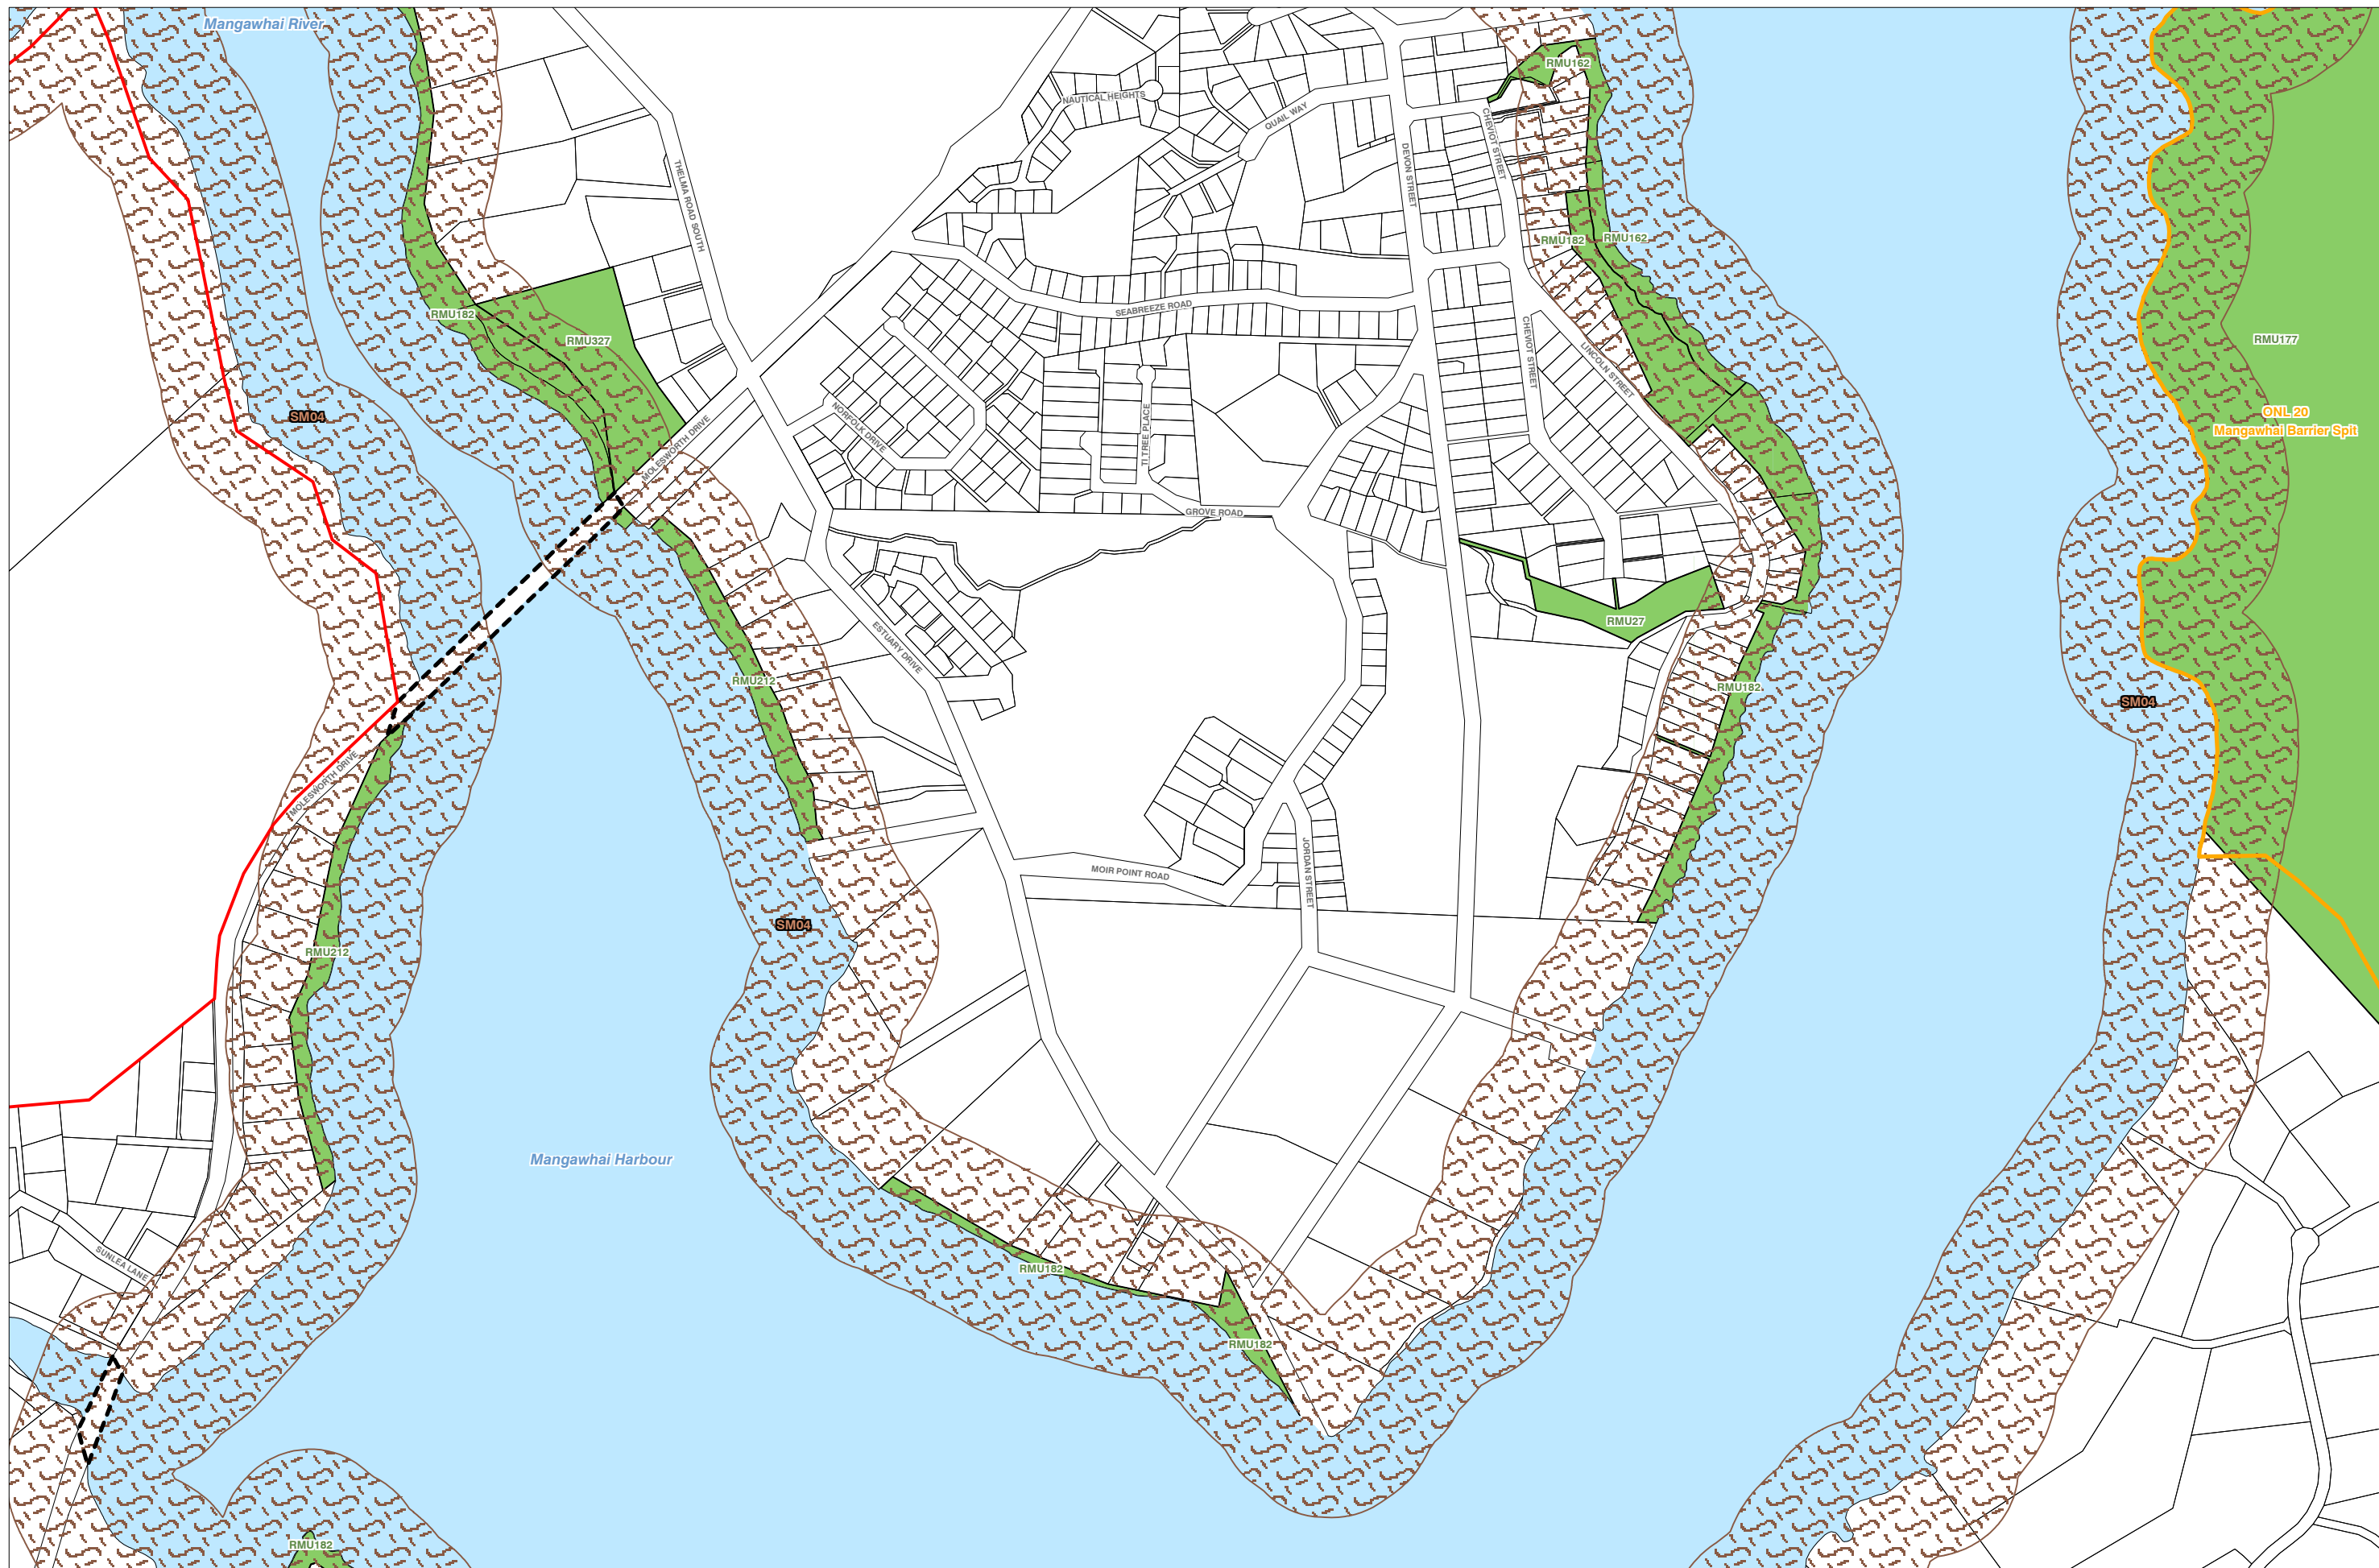 Mangawhai River
RMU162
NAUTICAL HEIGHTS
QUAIL WAY
CHEVIOT STREET
DEVON STREET
THELMA ROAD SOUTH
RMU182
RMU162
RMU182
SEABREEZE ROAD
RMU327
RMU177
CHEVIOT STREET
LINCOLN STREET
SM04
ONL 20
Mangawhai Barrier Spit
NORFOLK DRIVE
TI TREE PLACE
MOLESWORTH DRIVE
GROVE ROAD
RMU27
ESTUARY DRIVE
RMU212
RMU182
SM04
MOLESWORTH DRIVE
MOIR POINT ROAD
JORDAN STREET
SM04
RMU212
Mangawhai Harbour
SUNLEA LANE
RMU182
RMU182
RMU182